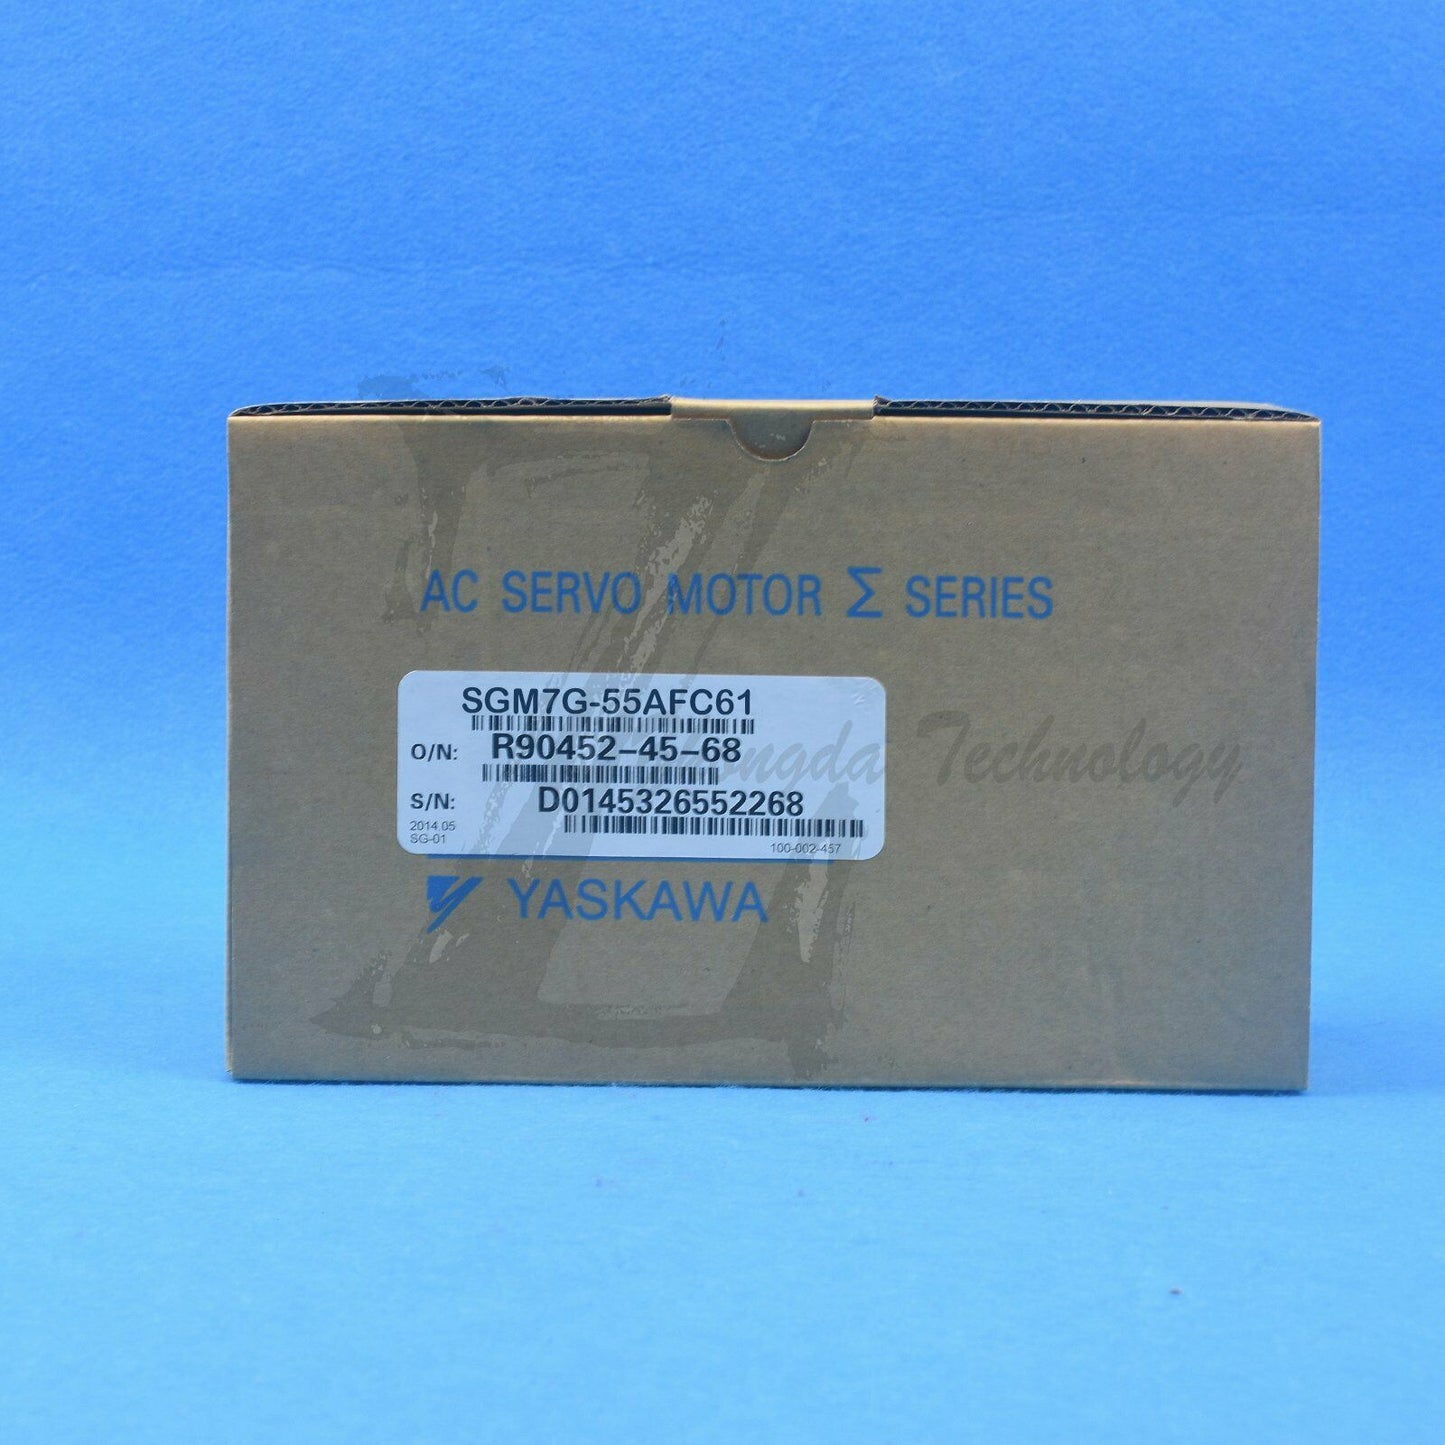 AC SERVO MOTOR Σ SERIES
SGM7G-55AFC61
O/N: R90452-45-68
S/N: D0145326552268
2014.05
SG-01
100-002-457
YASKAWA
Technology